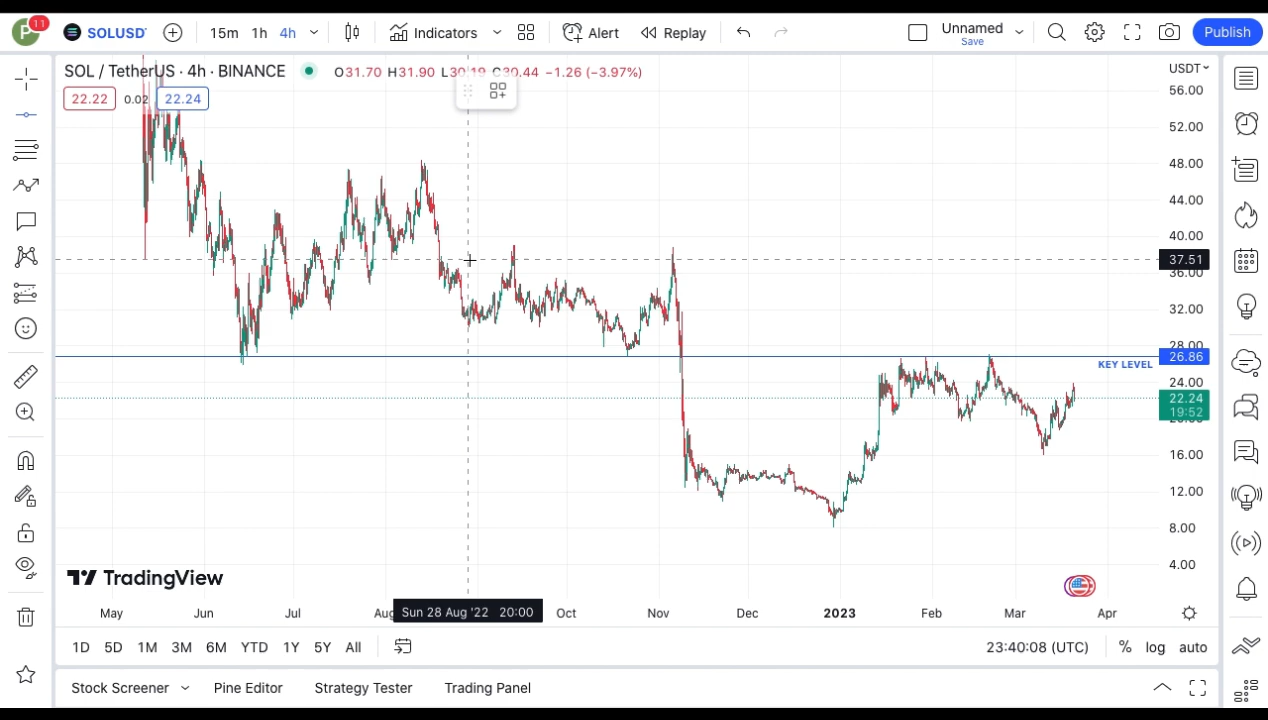 P 11 SOLUSDT 15m 1h 4h Indicators Alert Replay Unnamed Save Publish
SOL / TetherUS · 4h · BINANCE O31.70 H31.90 L30.19 C30.44 −1.26 (−3.97%) USDT
22.22 0.02 22.24
56.00
52.00
48.00
44.00
40.00
37.51
36.00
32.00
28.00
26.86
KEY LEVEL
24.00
22.24
19:52
20.00
16.00
12.00
8.00
4.00
TradingView
May Jun Jul Aug Sun 28 Aug '22 20:00 Oct Nov Dec 2023 Feb Mar Apr
1D 5D 1M 3M 6M YTD 1Y 5Y All 23:40:08 (UTC) % log auto
Stock Screener Pine Editor Strategy Tester Trading Panel